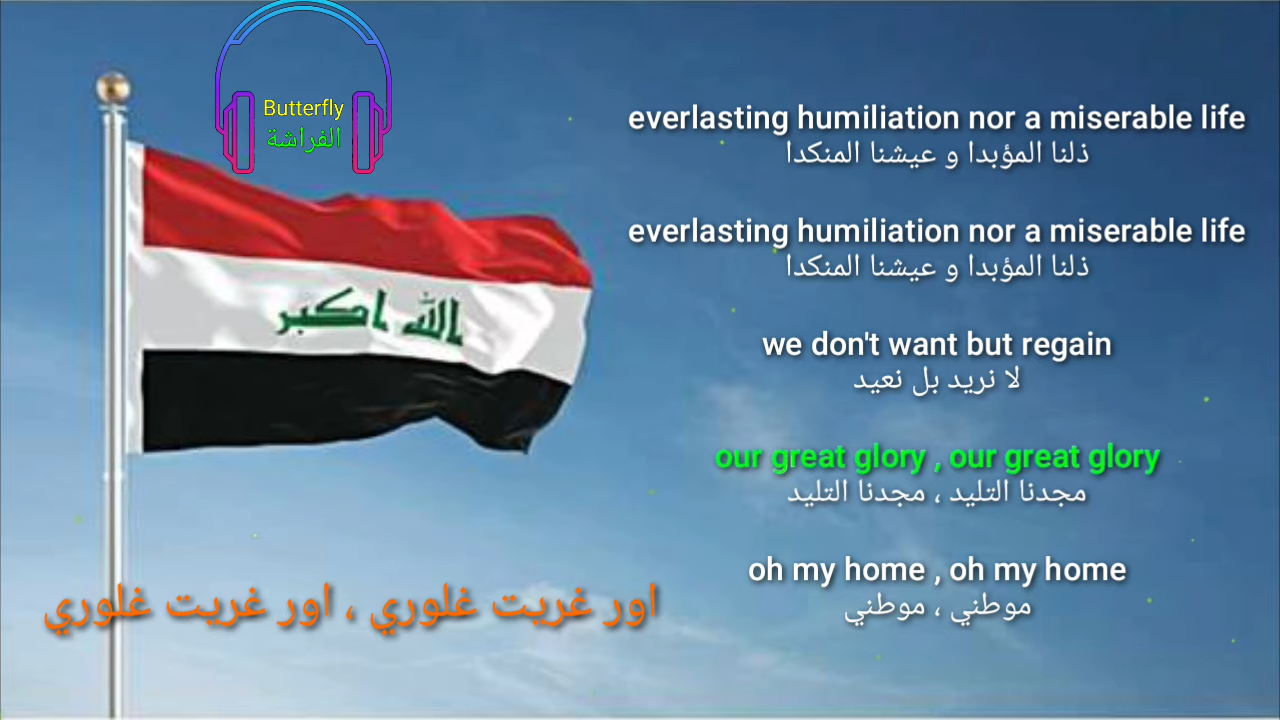 Butterfly
الفراشة
everlasting humiliation nor a miserable life
ذلنا المؤبدا و عيشنا المنكدا
everlasting humiliation nor a miserable life
ذلنا المؤبدا و عيشنا المنكدا
we don't want but regain
لا نريد بل نعيد
our great glory , our great glory
مجدنا التليد ، مجدنا التليد
oh my home , oh my home
موطني ، موطني
الله اكبر
اور غريت غلوري ، اور غريت غلوري